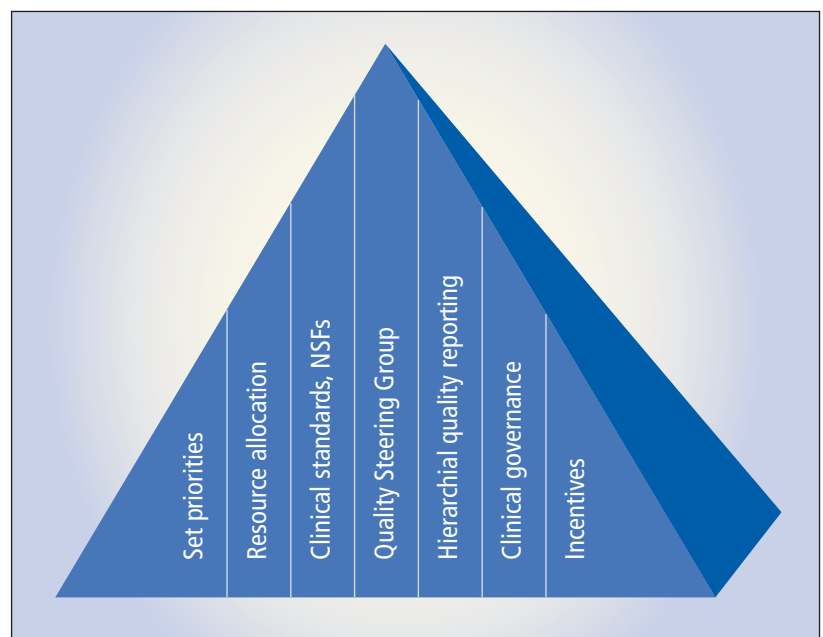 Set priorities
Resource allocation
Clinical standards, NSFs
Quality Steering Group
Hierarchial quality reporting
Clinical governance
Incentives